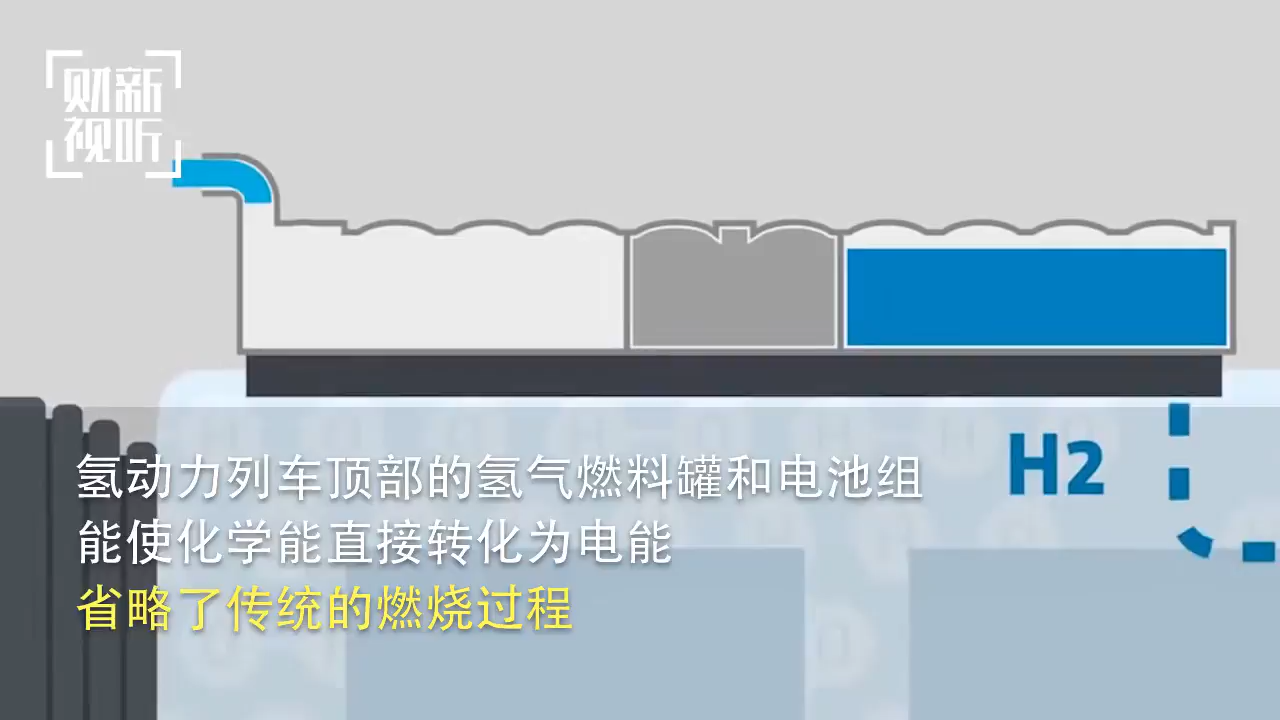 财新
视听
氢动力列车顶部的氢气燃料罐和电池组
H2
能使化学能直接转化为电能
省略了传统的燃烧过程